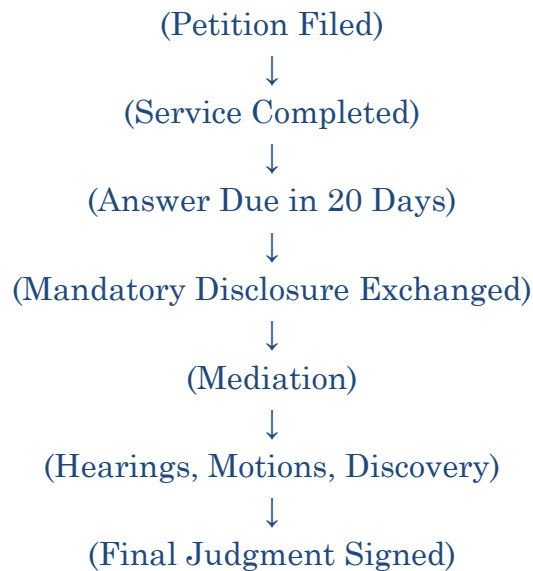 (Petition Filed)
↓
(Service Completed)
↓
(Answer Due in 20 Days)
↓
(Mandatory Disclosure Exchanged)
↓
(Mediation)
↓
(Hearings, Motions, Discovery)
↓
(Final Judgment Signed)